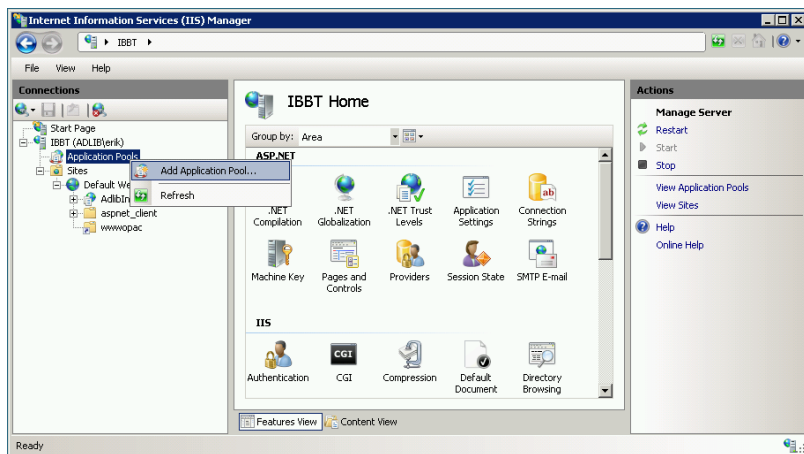 Internet Information Services (IIS) Manager
IBBT
File View Help
Connections
Start Page
IBBT (ADLIB\erik)
Application Pools
Add Application Pool...
Sites
Refresh
Default We
AdlibIn
aspnet_client
wwwopac
IBBT Home
Group by: Area
ASP.NET
.NET Compilation
.NET Globalization
.NET Trust Levels
Application Settings
Connection Strings
Machine Key
Pages and Controls
Providers
Session State
SMTP E-mail
IIS
Authentication
CGI
CGI
Compression
Default Document
Directory Browsing
Features View
Content View
Actions
Manage Server
Restart
Start
Stop
View Application Pools
View Sites
Help
Online Help
Ready